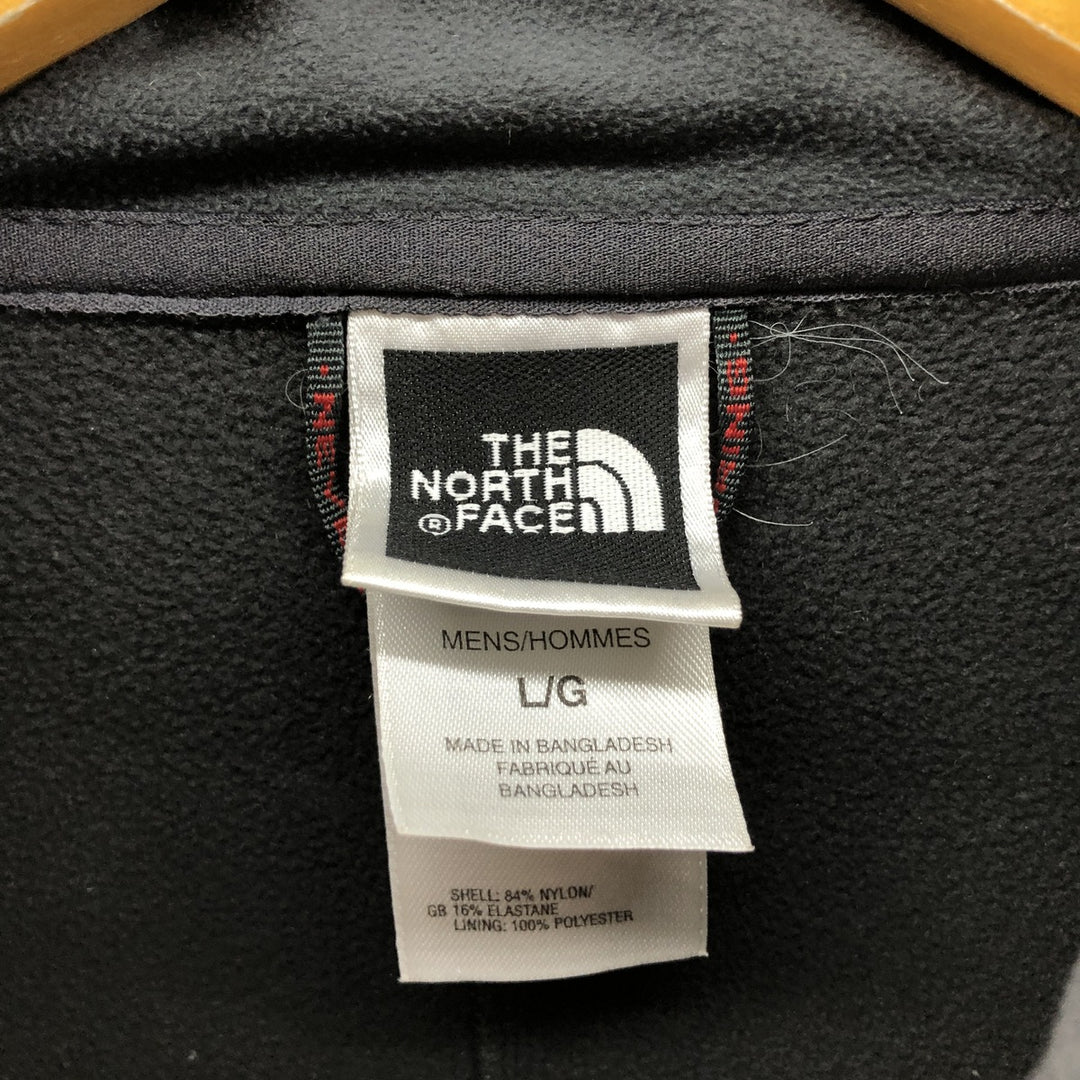 THE
NORTH
® FACE
MENS/HOMMES
L/G
MADE IN BANGLADESH
FABRIQUÉ AU
BANGLADESH
SHELL: 84% NYLON/
GB 16% ELASTANE
LINING: 100% POLYESTER